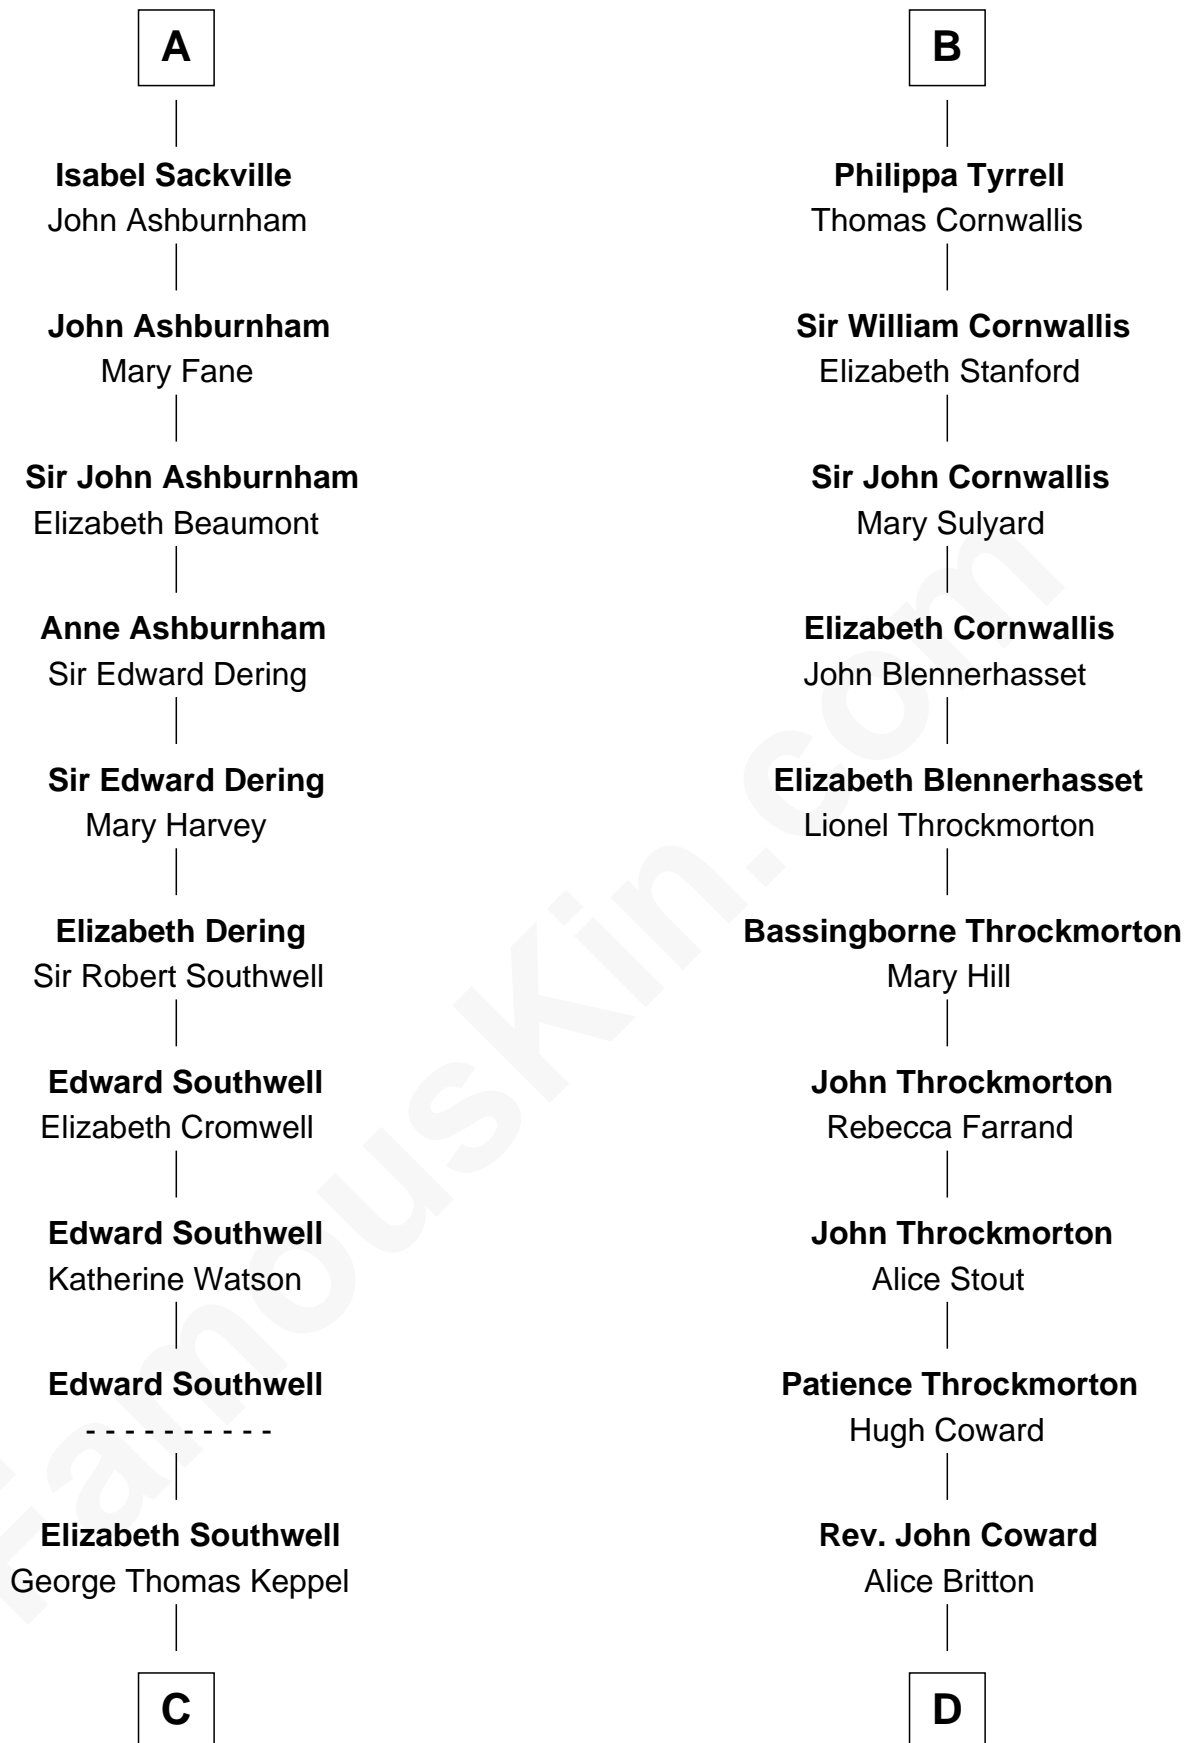 A
Isabel Sackville
John Ashburnham
John Ashburnham
Mary Fane
Sir John Ashburnham
Elizabeth Beaumont
Anne Ashburnham
Sir Edward Dering
Sir Edward Dering
Mary Harvey
Elizabeth Dering
Sir Robert Southwell
Edward Southwell
Elizabeth Cromwell
Edward Southwell
Katherine Watson
Edward Southwell
- - - - - - - - - -
Elizabeth Southwell
George Thomas Keppel
C
B
Philippa Tyrrell
Thomas Cornwallis
Sir William Cornwallis
Elizabeth Stanford
Sir John Cornwallis
Mary Sulyard
Elizabeth Cornwallis
John Blennerhasset
Elizabeth Blennerhasset
Lionel Throckmorton
Bassingborne Throckmorton
Mary Hill
John Throckmorton
Rebecca Farrand
John Throckmorton
Alice Stout
Patience Throckmorton
Hugh Coward
Rev. John Coward
Alice Britton
D
FamousKin.com